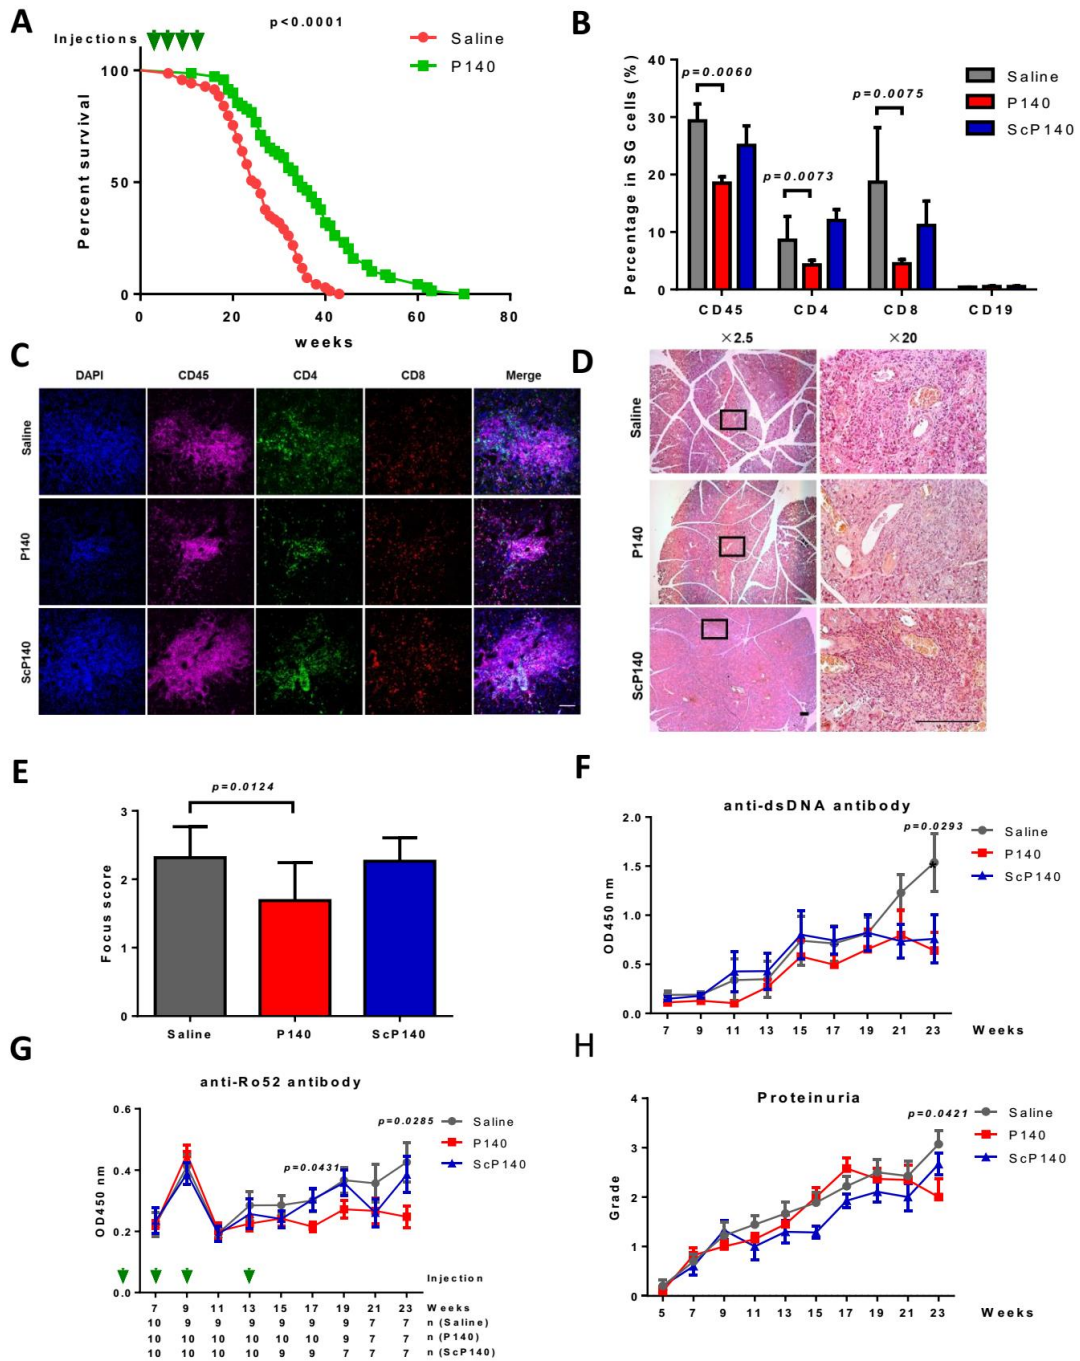 A
p<0.0001
Injections
Saline
P140
100
50
0
Percent survival
0 20 40 60 80
weeks
B
Percentage in SG cells (%)
40
30
20
10
0
p=0.0060
p=0.0073
p=0.0075
Saline
P140
ScP140
CD45 CD4 CD8 CD19
C
DAPI CD45 CD4 CD8 Merge
Saline
P140
ScP140
D
×2.5 ×20
Saline
P140
ScP140
E
p=0.0124
Focus score
3
2
1
0
Saline P140 ScP140
F
anti-dsDNA antibody
p=0.0293
Saline
P140
ScP140
OD450 nm
2.0
1.5
1.0
0.5
0.0
7 9 11 13 15 17 19 21 23 Weeks
G
anti-Ro52 antibody
p=0.0285
p=0.0431
Saline
P140
ScP140
OD450 nm
0.6
0.4
0.2
0.0
Injection
7 9 11 13 15 17 19 21 23 Weeks
10 9 9 9 9 9 9 7 7 n (Saline)
10 10 10 10 10 10 9 7 7 n (P140)
10 10 10 10 9 9 7 7 7 n (ScP140)
H
Proteinuria
p=0.0421
Saline
P140
ScP140
Grade
4
3
2
1
0
5 7 9 11 13 15 17 19 23 Weeks